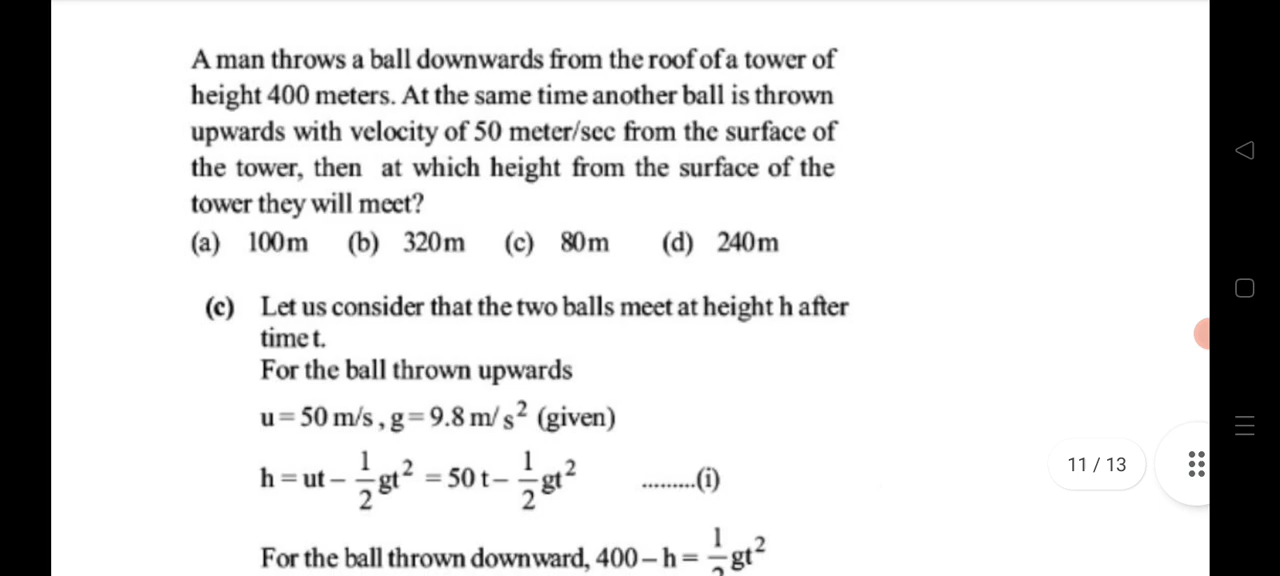 A man throws a ball downwards from the roof of a tower of
height 400 meters. At the same time another ball is thrown
upwards with velocity of 50 meter/sec from the surface of
the tower, then at which height from the surface of the
tower they will meet?
(a) 100m (b) 320m (c) 80m (d) 240m
(c) Let us consider that the two balls meet at height h after
time t.
For the ball thrown upwards
u = 50 m/s , g = 9.8 m/s² (given)
h = ut – 1/2 gt² = 50 t – 1/2 gt² .........(i)
11 / 13
For the ball thrown downward, 400 – h = 1/2 gt²